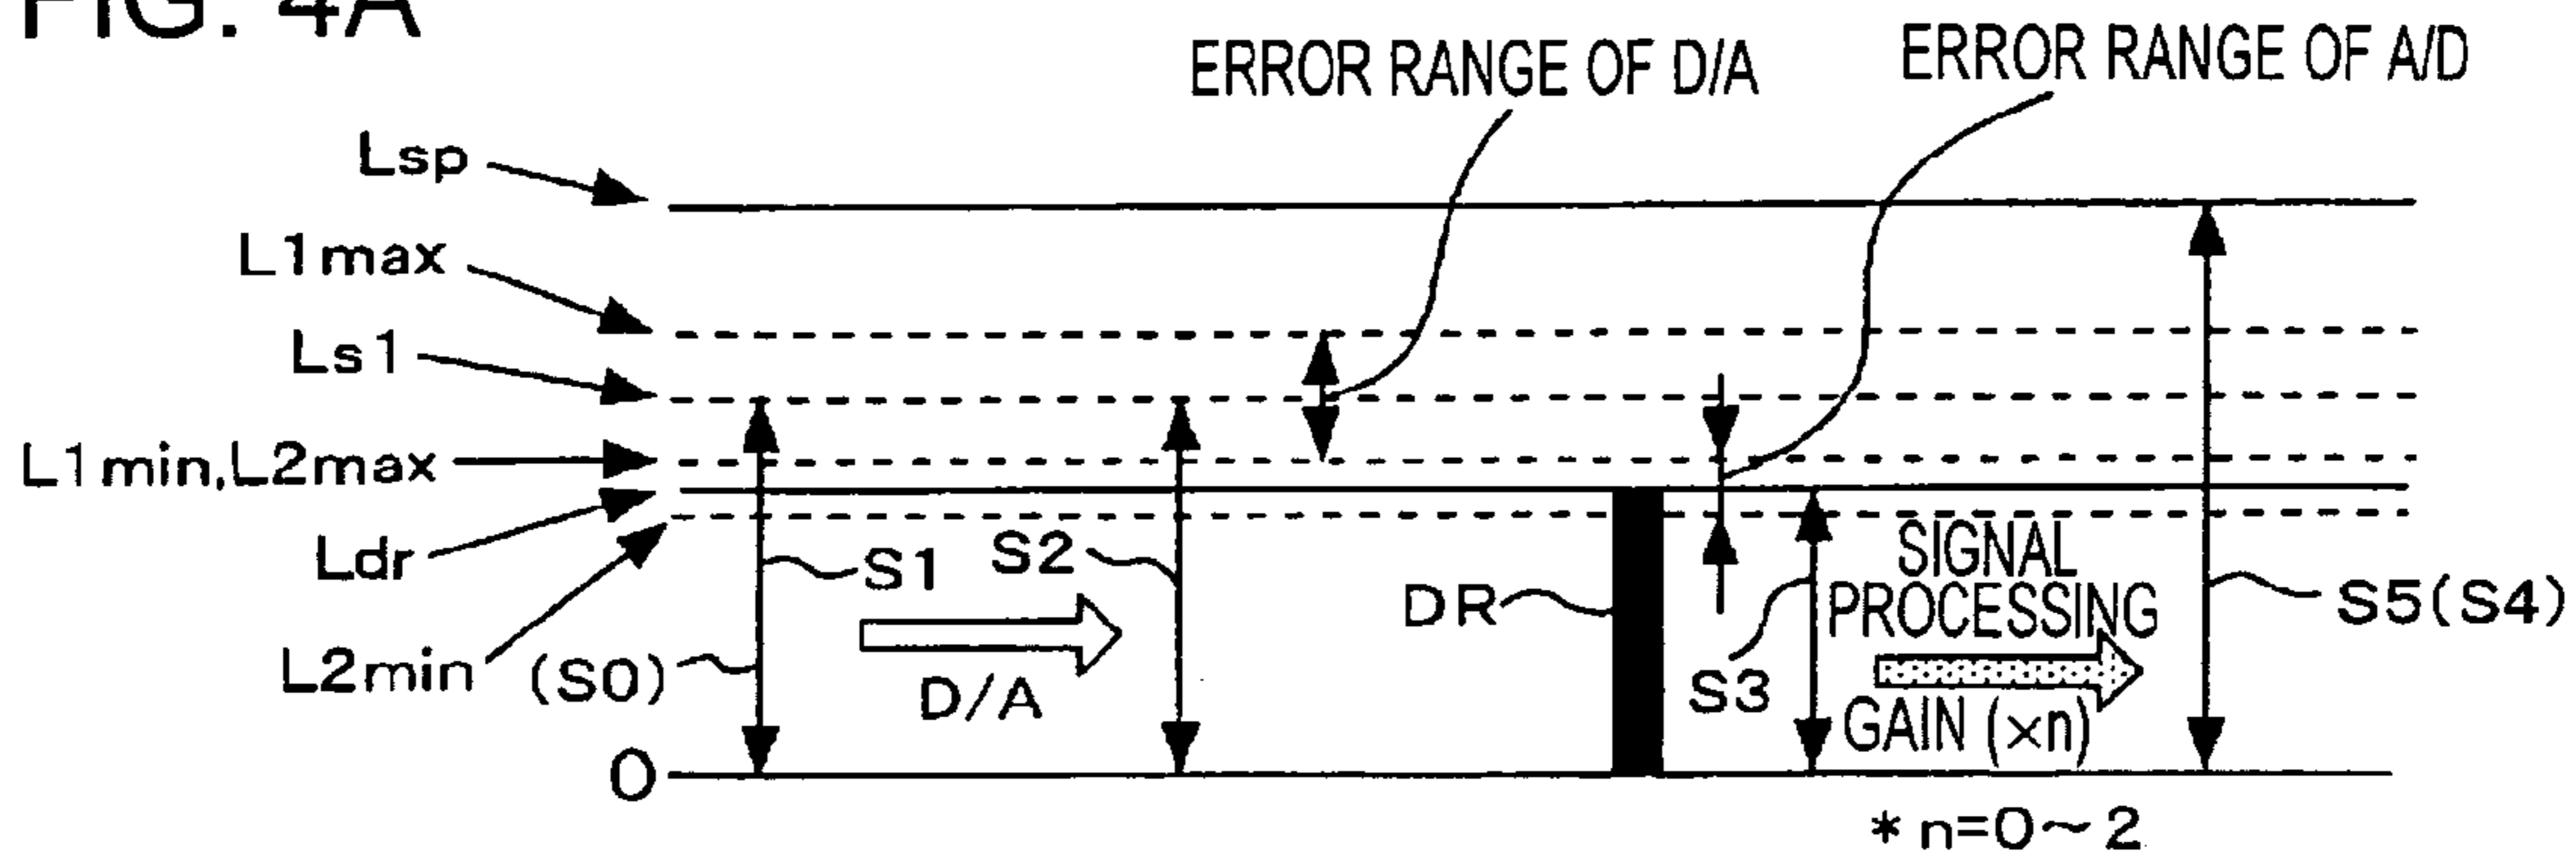 FIG. 4A
ERROR RANGE OF D/A
ERROR RANGE OF A/D
Lsp
L1max
Ls1
L1min,L2max
Ldr
L2min
(S0)
S1
D/A
S2
DR
S3
SIGNAL
PROCESSING
GAIN (×n)
S5(S4)
0
* n=0～2